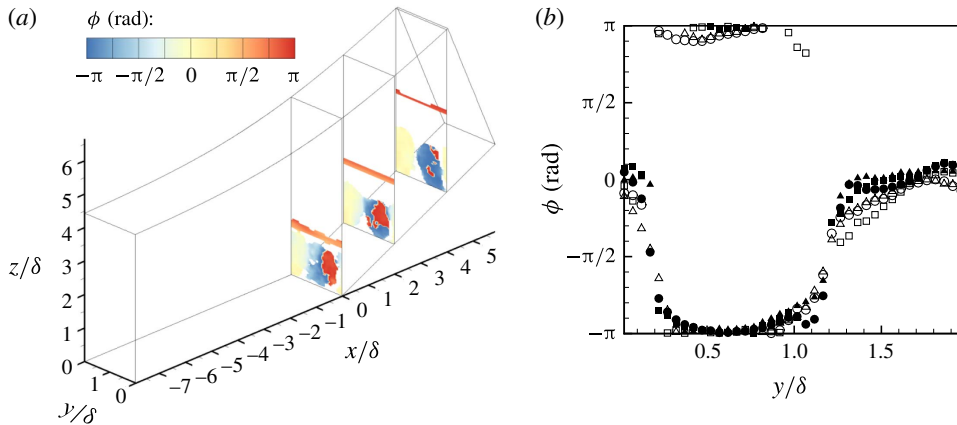 (a)
ϕ (rad):
−π −π/2 0 π/2 π
6
5
4
3
2
1
0
z/δ
1
0
y/δ
−7 −6 −5 −4 −3 −2 −1 0 1 2 3 4 5
x/δ
(b)
π
π/2
0
−π/2
−π
ϕ (rad)
0.5 1.0 1.5
y/δ